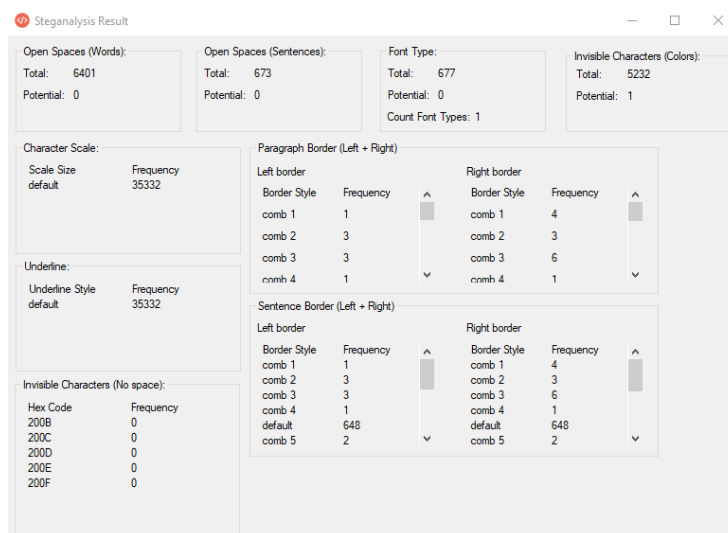 Steganalysis Result
Open Spaces (Words):
Total: 6401
Potential: 0
Open Spaces (Sentences):
Total: 673
Potential: 0
Font Type:
Total: 677
Potential: 0
Count Font Types: 1
Invisible Characters (Colors):
Total: 5232
Potential: 1
Character Scale:
Scale Size Frequency
default 35332
Underline:
Underline Style Frequency
default 35332
Invisible Characters (No space):
Hex Code Frequency
200B 0
200C 0
200D 0
200E 0
200F 0
Paragraph Border (Left + Right)
Left border
Border Style Frequency
comb 1 1
comb 2 3
comb 3 3
comb 4 1
Right border
Border Style Frequency
comb 1 4
comb 2 3
comb 3 6
comb 4 1
Sentence Border (Left + Right)
Left border
Border Style Frequency
comb 1 1
comb 2 3
comb 3 3
comb 4 1
default 648
comb 5 2
Right border
Border Style Frequency
comb 1 4
comb 2 3
comb 3 6
comb 4 1
default 648
comb 5 2